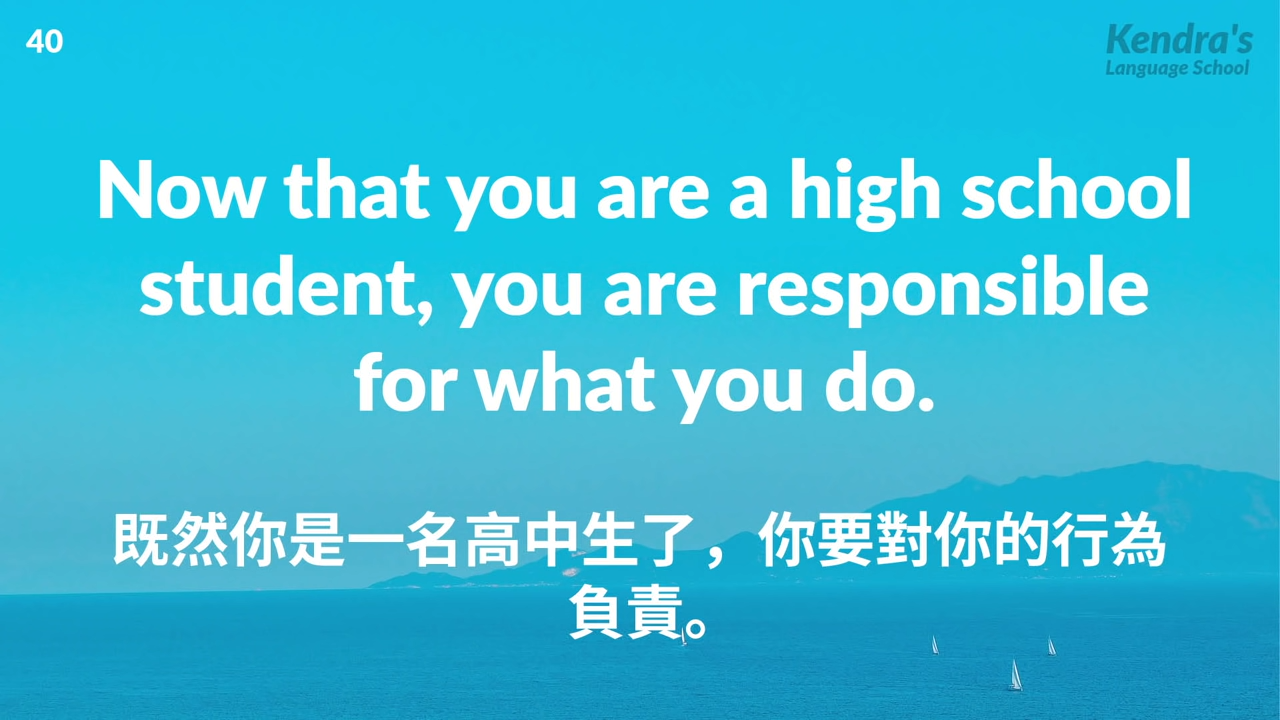 40
Kendra's
Language School
Now that you are a high school
student, you are responsible
for what you do.
既然你是一名高中生了，你要對你的行為
負責。